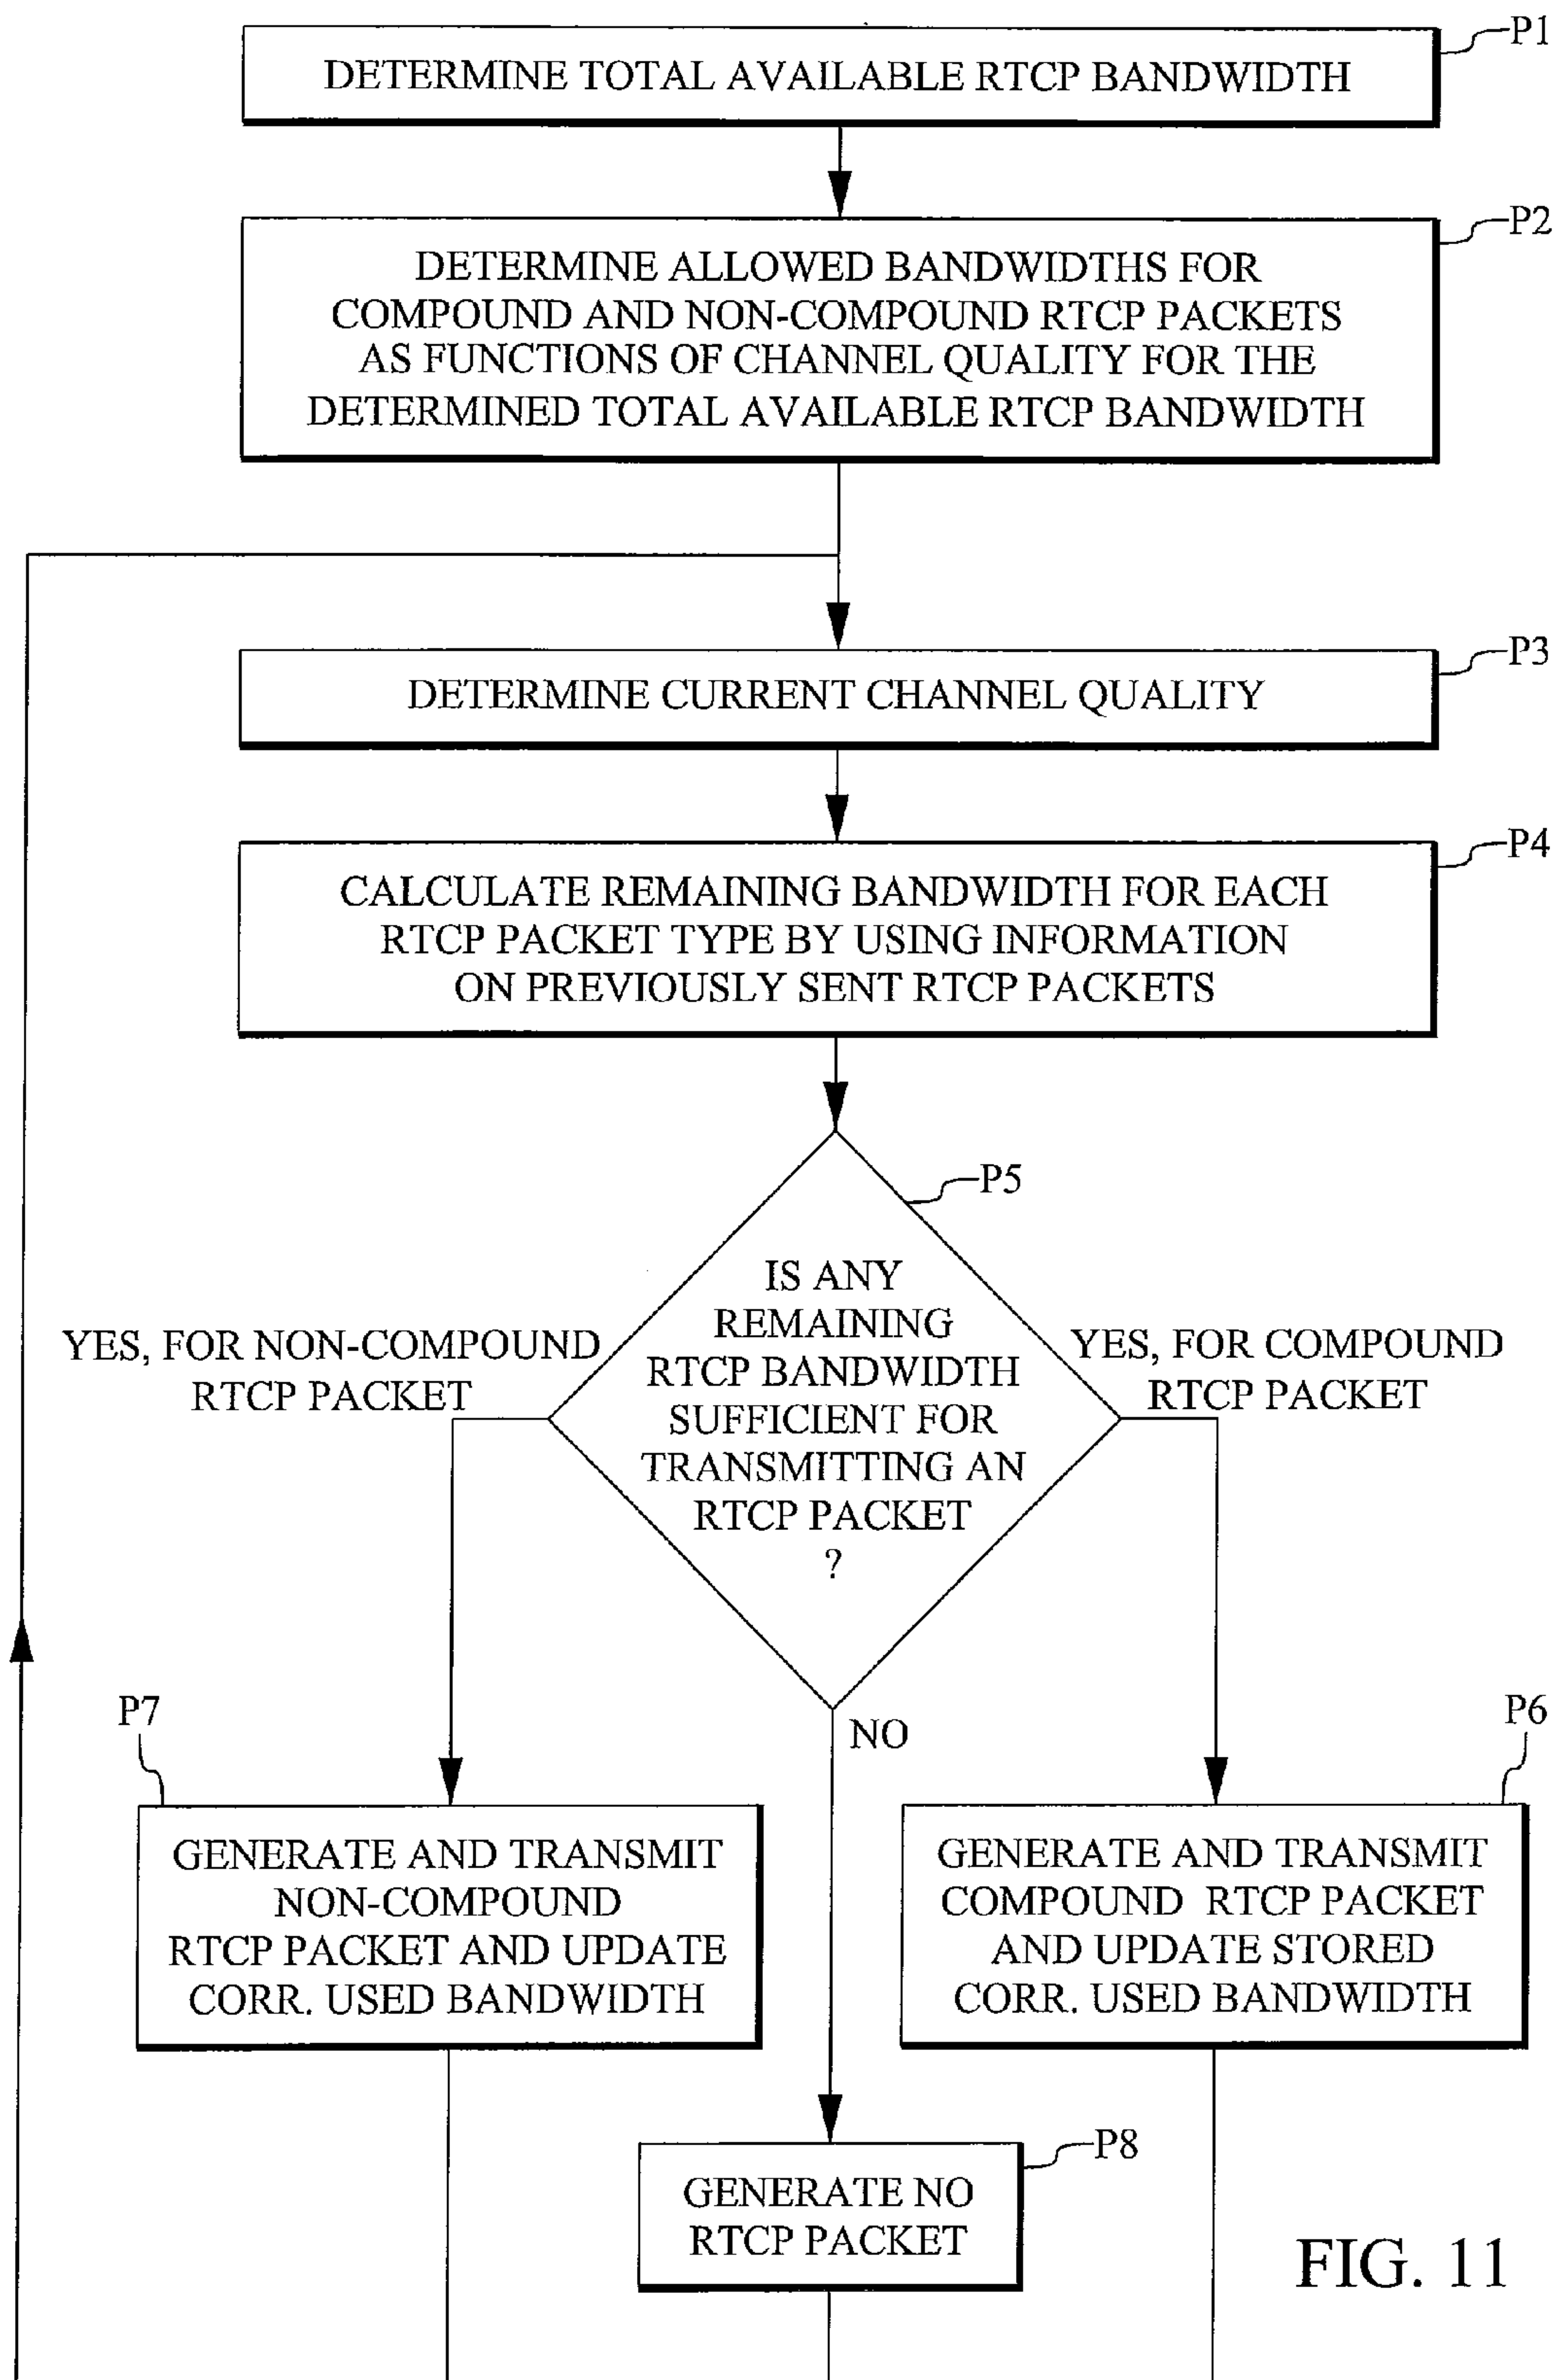 P1
DETERMINE TOTAL AVAILABLE RTCP BANDWIDTH
P2
DETERMINE ALLOWED BANDWIDTHS FOR
COMPOUND AND NON-COMPOUND RTCP PACKETS
AS FUNCTIONS OF CHANNEL QUALITY FOR THE
DETERMINED TOTAL AVAILABLE RTCP BANDWIDTH
P3
DETERMINE CURRENT CHANNEL QUALITY
P4
CALCULATE REMAINING BANDWIDTH FOR EACH
RTCP PACKET TYPE BY USING INFORMATION
ON PREVIOUSLY SENT RTCP PACKETS
P5
IS ANY
REMAINING
RTCP BANDWIDTH
SUFFICIENT FOR
TRANSMITTING AN
RTCP PACKET
?
YES, FOR NON-COMPOUND
RTCP PACKET
YES, FOR COMPOUND
RTCP PACKET
NO
P7
GENERATE AND TRANSMIT
NON-COMPOUND
RTCP PACKET AND UPDATE
CORR. USED BANDWIDTH
P6
GENERATE AND TRANSMIT
COMPOUND RTCP PACKET
AND UPDATE STORED
CORR. USED BANDWIDTH
P8
GENERATE NO
RTCP PACKET
FIG. 11